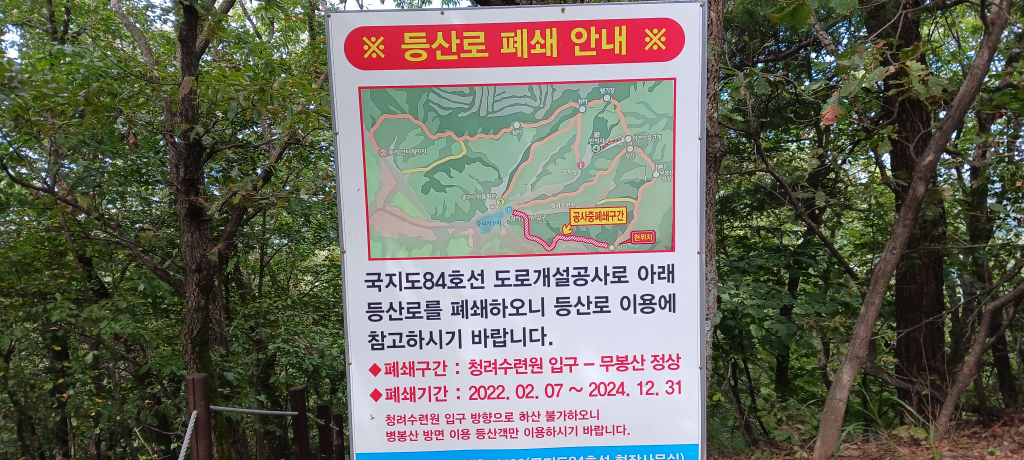 ※ 등산로 폐쇄 안내 ※
공사중폐쇄구간
현위치
국지도84호선 도로개설공사로 아래
등산로를 폐쇄하오니 등산로 이용에
참고하시기 바랍니다.
◆폐쇄구간 : 청려수련원 입구 – 무봉산 정상
◆폐쇄기간 : 2022. 02. 07 ~ 2024. 12. 31
청려수련원 입구 방향으로 하산 불가하오니
병봉산 방면 이용 등산객만 이용하시기 바랍니다.